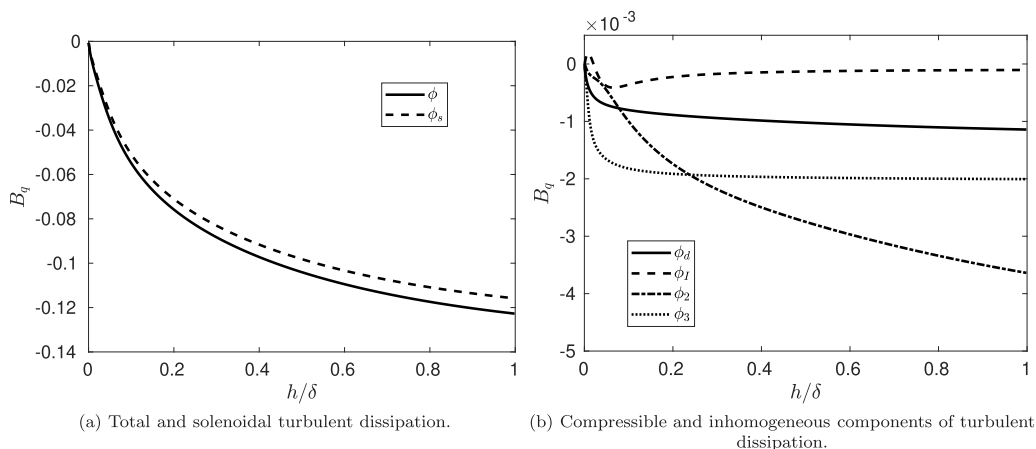 0
-0.02
-0.04
-0.06
-0.08
-0.1
-0.12
-0.14
B_q
0 0.2 0.4 0.6 0.8 1
h/δ
ϕ
ϕ_s
(a) Total and solenoidal turbulent dissipation.
×10^-3
0
-1
-2
-3
-4
-5
B_q
0 0.2 0.4 0.6 0.8 1
h/δ
ϕ_d
ϕ_I
ϕ_2
ϕ_3
(b) Compressible and inhomogeneous components of turbulent
dissipation.